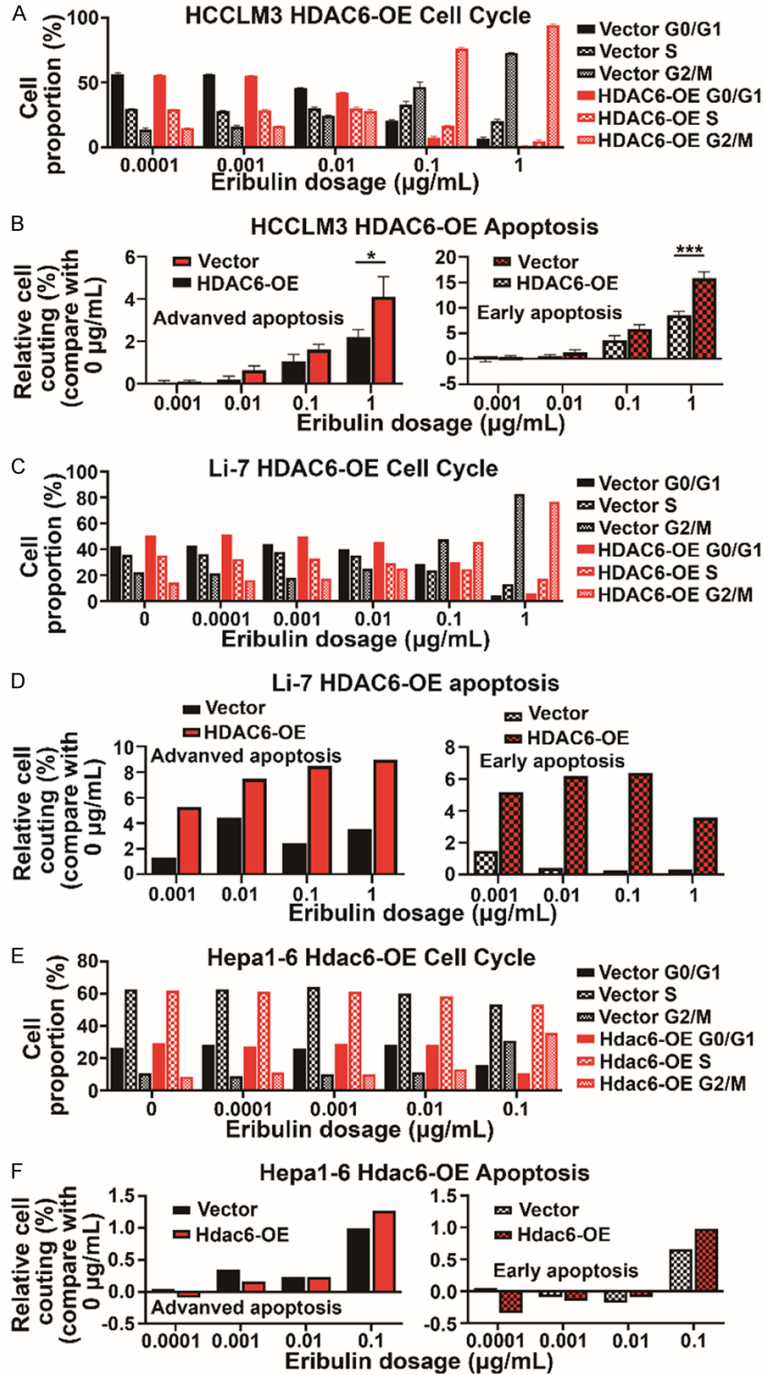 A
HCCLM3 HDAC6-OE Cell Cycle
Cell
proportion (%)
100
50
0
0.0001
0.001
0.01
0.1
1
Eribulin dosage (μg/mL)
Vector G0/G1
Vector S
Vector G2/M
HDAC6-OE G0/G1
HDAC6-OE S
HDAC6-OE G2/M
B
HCCLM3 HDAC6-OE Apoptosis
Relative cell
couting (%)
(compare with
0 μg/mL)
6
4
2
0
Vector
HDAC6-OE
*
Advanved apoptosis
0.001
0.01
0.1
1
20
15
10
5
0
-5
Vector
HDAC6-OE
***
Early apoptosis
0.001
0.01
0.1
1
Eribulin dosage (μg/mL)
C
Li-7 HDAC6-OE Cell Cycle
Cell
proportion (%)
100
80
60
40
20
0
0
0.0001
0.001
0.01
0.1
1
Eribulin dosage (μg/mL)
Vector G0/G1
Vector S
Vector G2/M
HDAC6-OE G0/G1
HDAC6-OE S
HDAC6-OE G2/M
D
Li-7 HDAC6-OE apoptosis
Relative cell
couting (%)
(compare with
0 μg/mL)
Vector
HDAC6-OE
10
8
6
4
2
0
Advanved apoptosis
0.001
0.01
0.1
1
Vector
HDAC6-OE
8
6
4
2
0
Early apoptosis
0.001
0.01
0.1
1
Eribulin dosage (μg/mL)
E
Hepa1-6 Hdac6-OE Cell Cycle
Cell
proportion (%)
80
60
40
20
0
0
0.0001
0.001
0.01
0.1
Eribulin dosage (μg/mL)
Vector G0/G1
Vector S
Vector G2/M
Hdac6-OE G0/G1
Hdac6-OE S
Hdac6-OE G2/M
F
Hepa1-6 Hdac6-OE Apoptosis
Relative cell
couting (%)
(compare with
0 μg/mL)
1.5
1.0
0.5
0.0
-0.5
Vector
Hdac6-OE
Advanved apoptosis
0.0001
0.001
0.01
0.1
1.5
1.0
0.5
0.0
-0.5
Vector
Hdac6-OE
Early apoptosis
0.0001
0.001
0.01
0.1
Eribulin dosage (μg/mL)